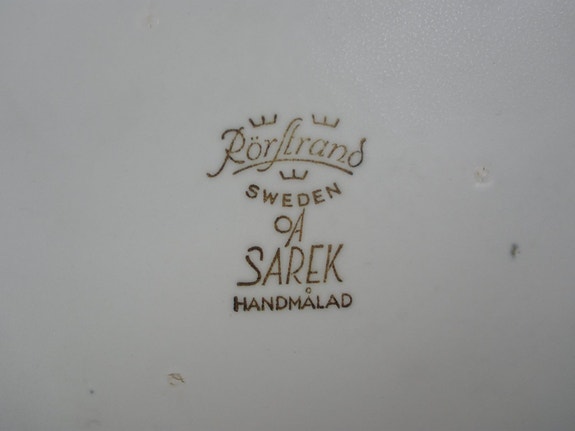 Rörstrand
SWEDEN
OA
SAREK
HANDMÅLAD